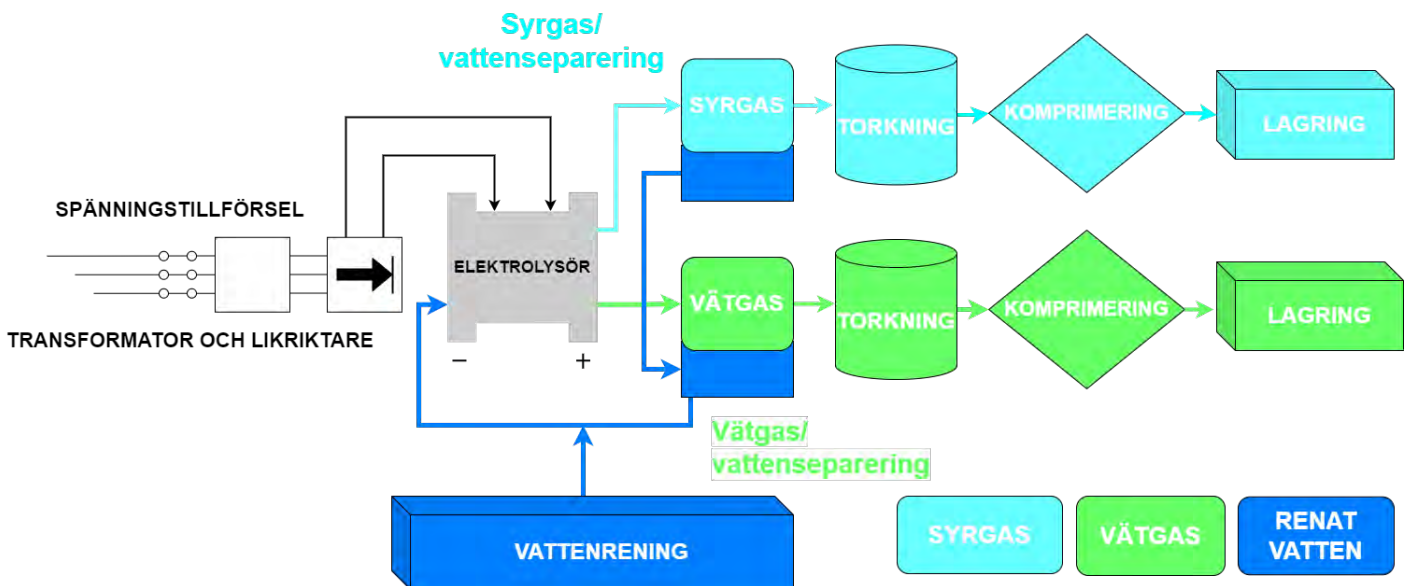 Syrgas/
vattenseparering
SYRGAS
TORKNING
KOMPRIMERING
LAGRING
SPÄNNINGSTILLFÖRSEL
ELEKTROLYSÖR
TRANSFORMATOR OCH LIKRIKTARE
− +
VÄTGAS
TORKNING
KOMPRIMERING
LAGRING
Vätgas/
vattenseparering
VATTENRENING
SYRGAS
VÄTGAS
RENAT
VATTEN